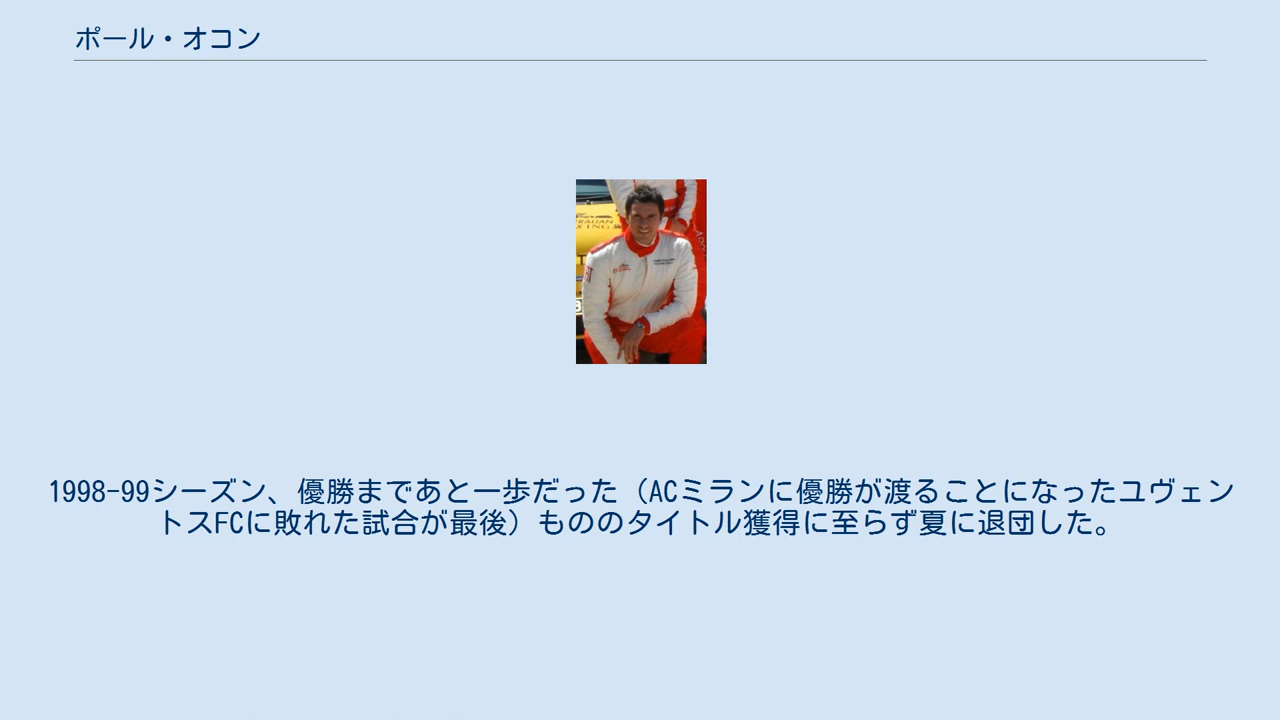 ポール・オコン
1998-99シーズン、優勝まであと一歩だった（ACミランに優勝が渡ることになったユヴェン
トスFCに敗れた試合が最後）もののタイトル獲得に至らず夏に退団した。